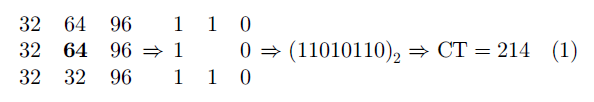 32 64 96 1 1 0
32 64 96 ⇒ 1 0 ⇒ (11010110)₂ ⇒ CT = 214 (1)
32 32 96 1 1 0